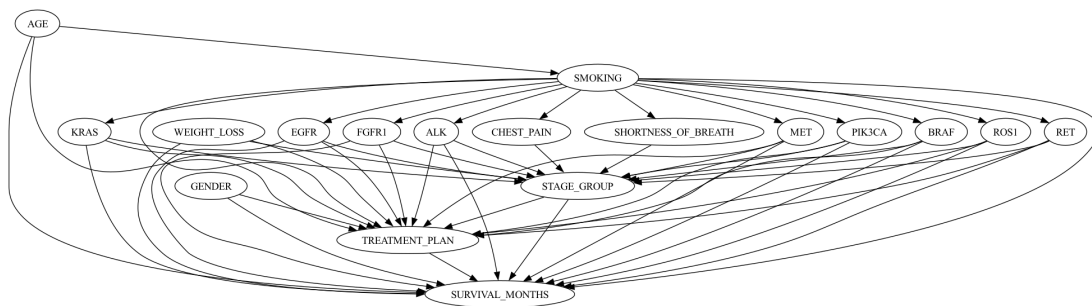 AGE
SMOKING
KRAS WEIGHT_LOSS EGFR FGFR1 ALK CHEST_PAIN SHORTNESS_OF_BREATH MET PIK3CA BRAF ROS1 RET
GENDER STAGE_GROUP
TREATMENT_PLAN
SURVIVAL_MONTHS